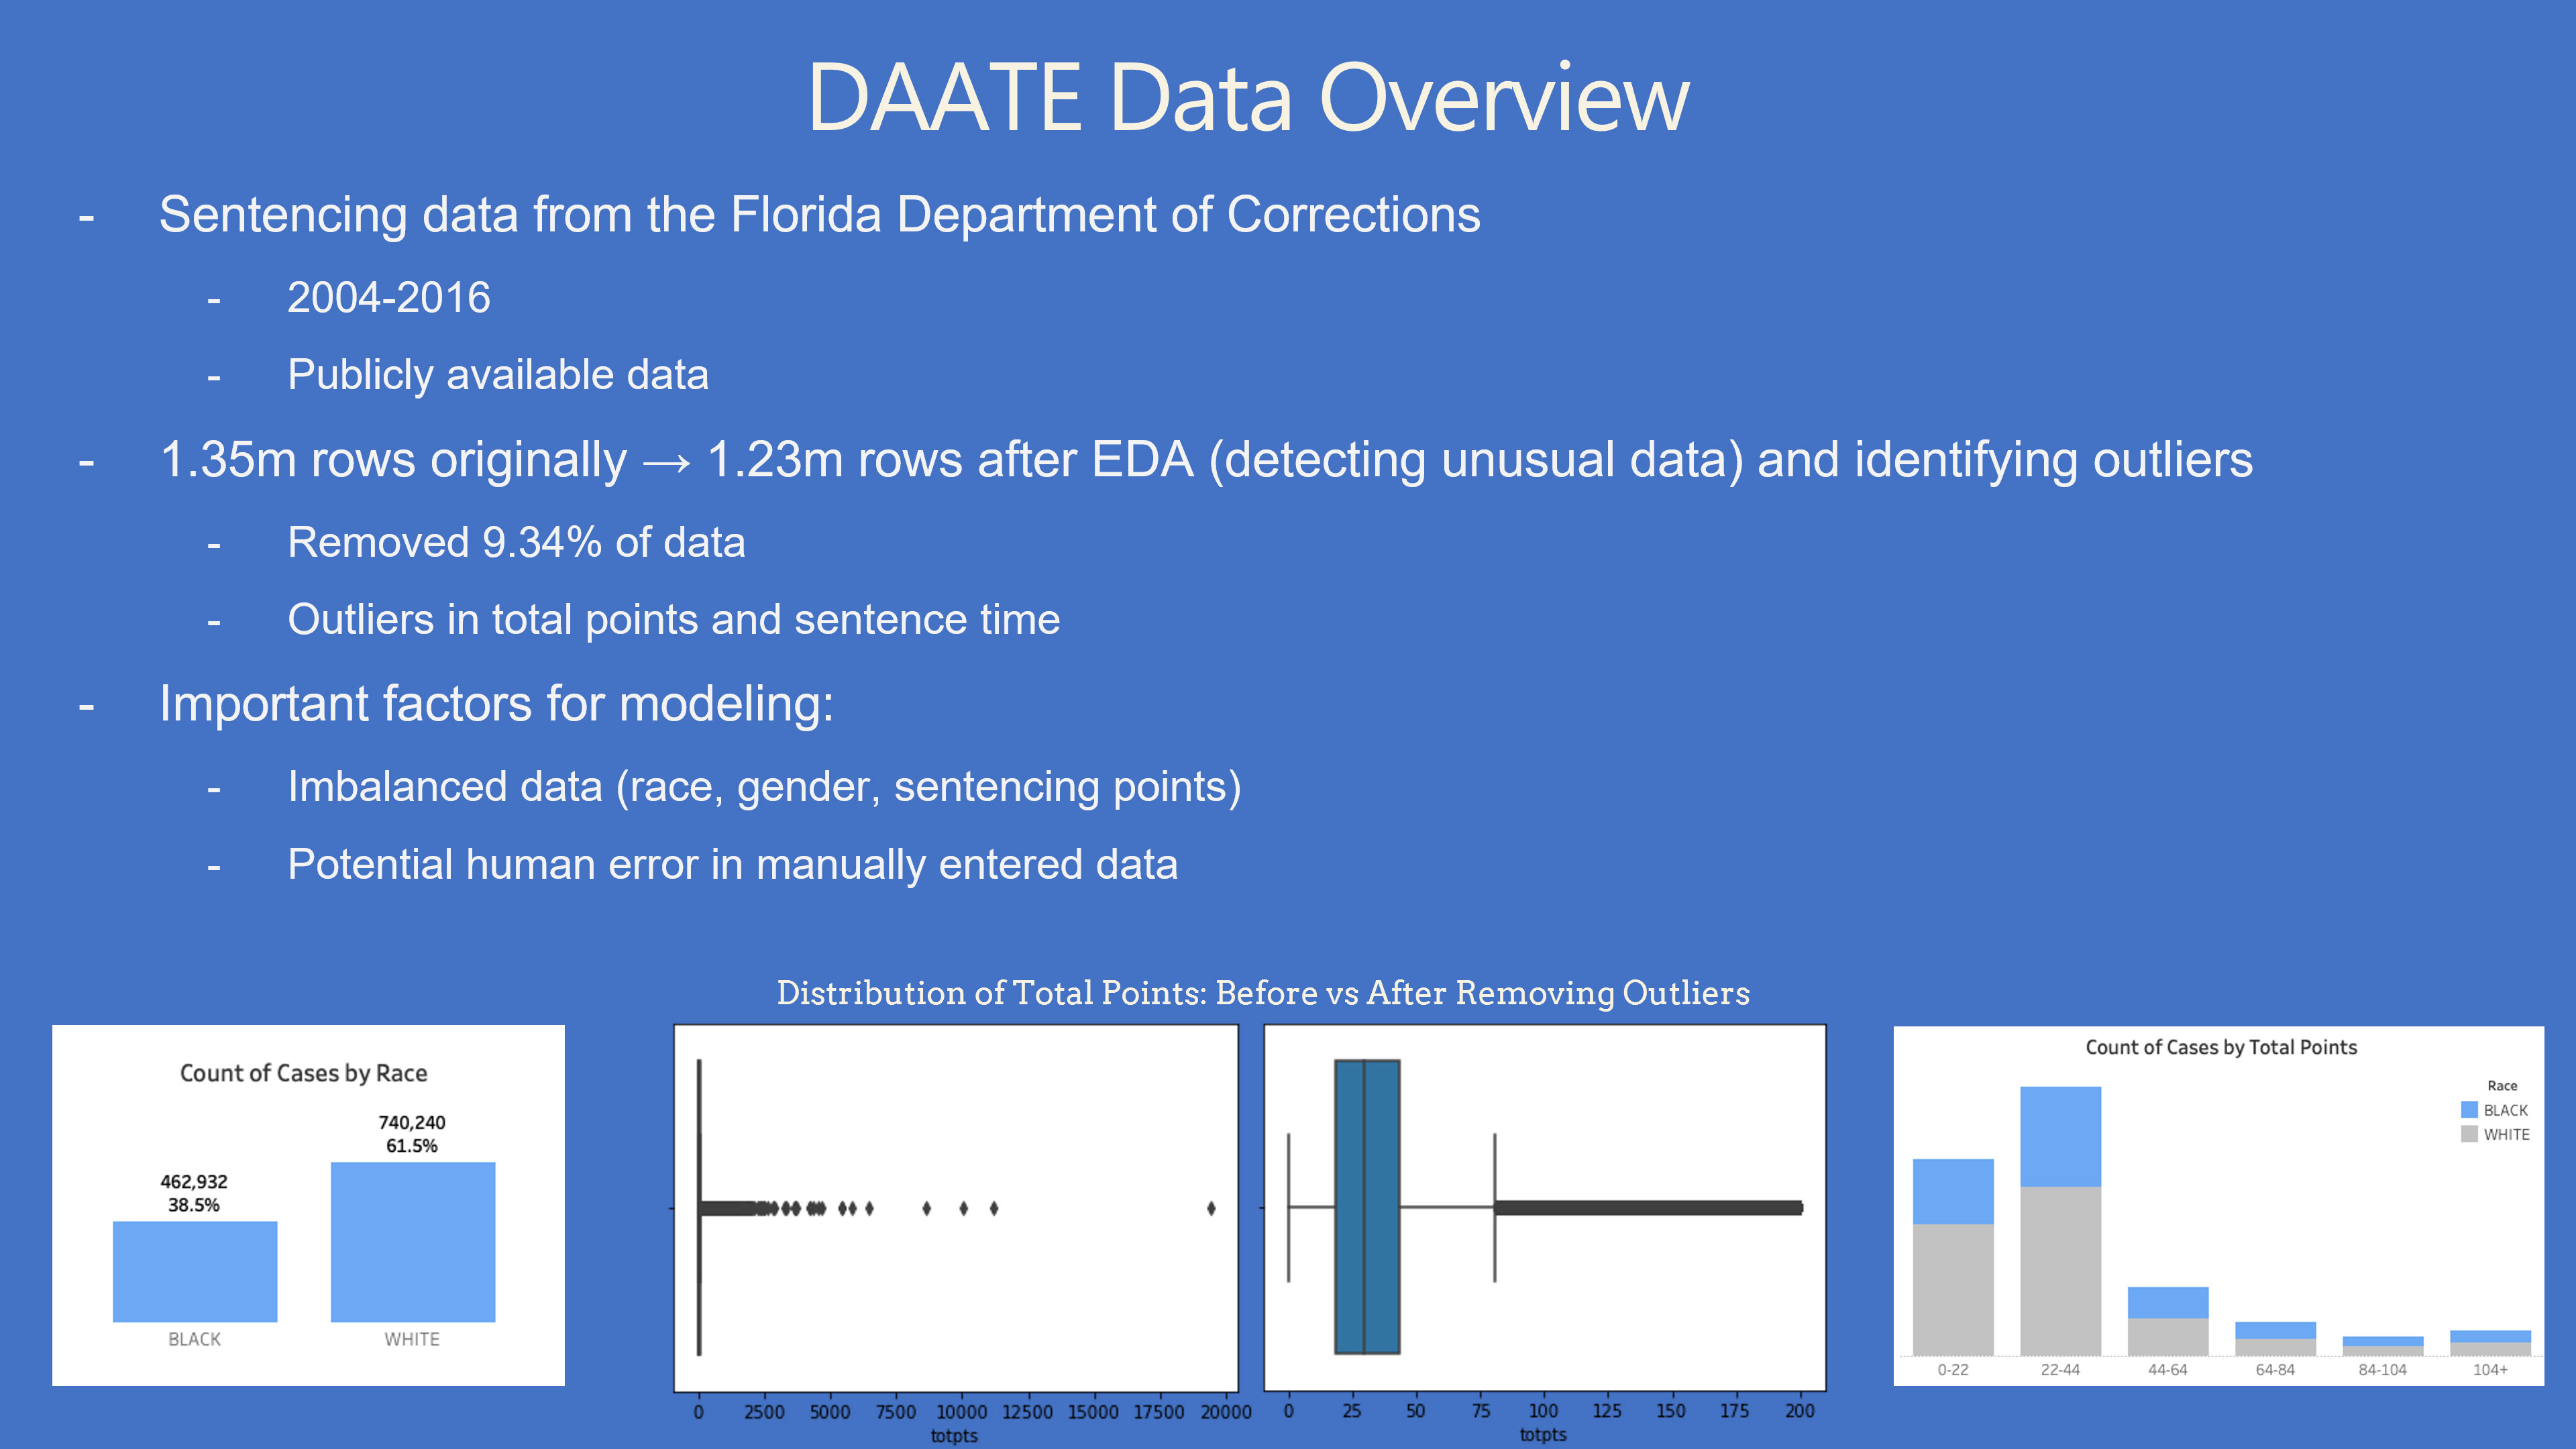 DAATE Data Overview
- Sentencing data from the Florida Department of Corrections
- 2004-2016
- Publicly available data
- 1.35m rows originally → 1.23m rows after EDA (detecting unusual data) and identifying outliers
- Removed 9.34% of data
- Outliers in total points and sentence time
- Important factors for modeling:
- Imbalanced data (race, gender, sentencing points)
- Potential human error in manually entered data
Distribution of Total Points: Before vs After Removing Outliers
Count of Cases by Race
740,240
61.5%
462,932
38.5%
BLACK WHITE
0 2500 5000 7500 10000 12500 15000 17500 20000
totpts
0 25 50 75 100 125 150 175 200
totpts
Count of Cases by Total Points
Race
BLACK
WHITE
0-22 22-44 44-64 64-84 84-104 104+